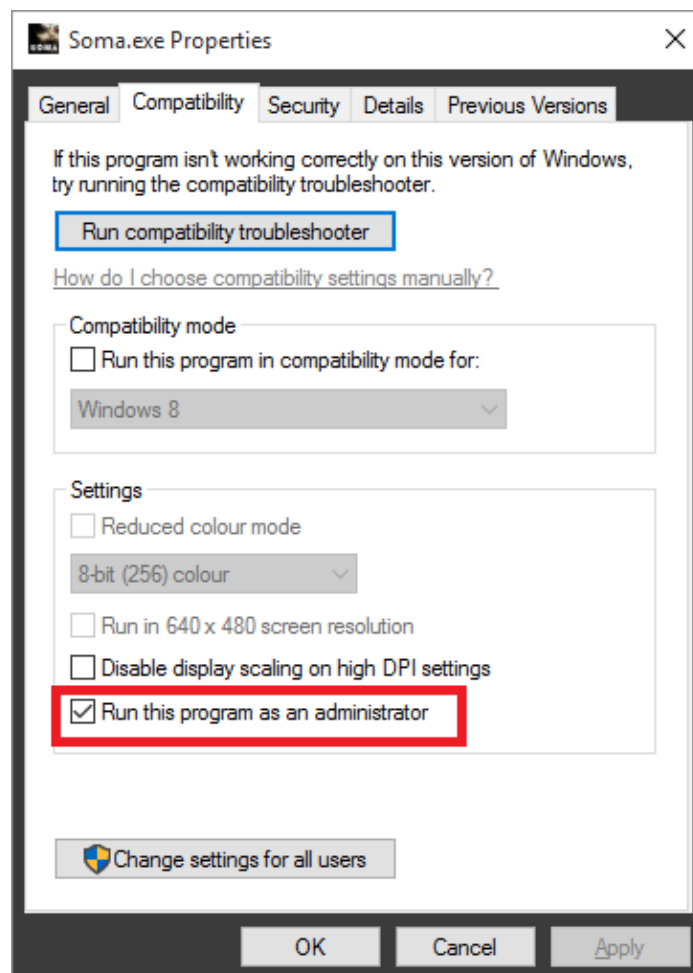 Soma.exe Properties
General Compatibility Security Details Previous Versions
If this program isn't working correctly on this version of Windows,
try running the compatibility troubleshooter.
Run compatibility troubleshooter
How do I choose compatibility settings manually?
Compatibility mode
Run this program in compatibility mode for:
Windows 8
Settings
Reduced colour mode
8-bit (256) colour
Run in 640 x 480 screen resolution
Disable display scaling on high DPI settings
Run this program as an administrator
Change settings for all users
OK Cancel Apply